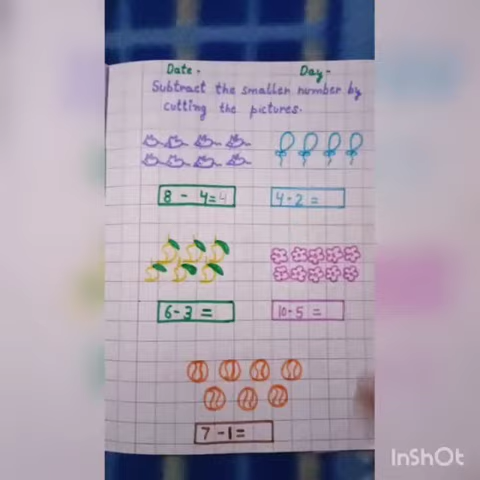 Date - Day -
Subtract the smaller number by
cutting the pictures.
8 - 4 = 4 4 - 2 =
6 - 3 = 10 - 5 =
7 - 1 =
InShOt